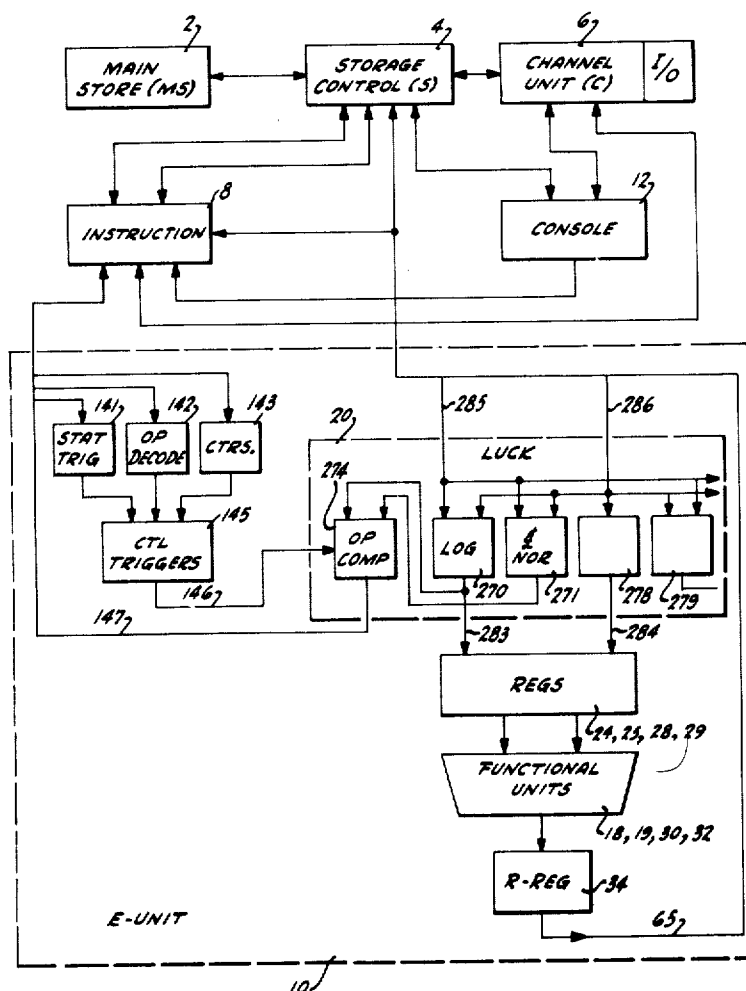 2
4
6
MAIN
STORE (MS)
STORAGE
CONTROL (S)
CHANNEL
UNIT (C)
I/O
8
12
INSTRUCTION
CONSOLE
141
142
143
285
286
20
LUCK
STAT
TRIG
OP
DECODE
CTRS.
274
CTL
TRIGGERS
145
OP
COMP
LOG
¢
NOR
270
271
278
279
146
147
283
284
REGS
24, 25, 28, 29
FUNCTIONAL
UNITS
18, 19, 30, 32
R-REG
34
E-UNIT
65
10